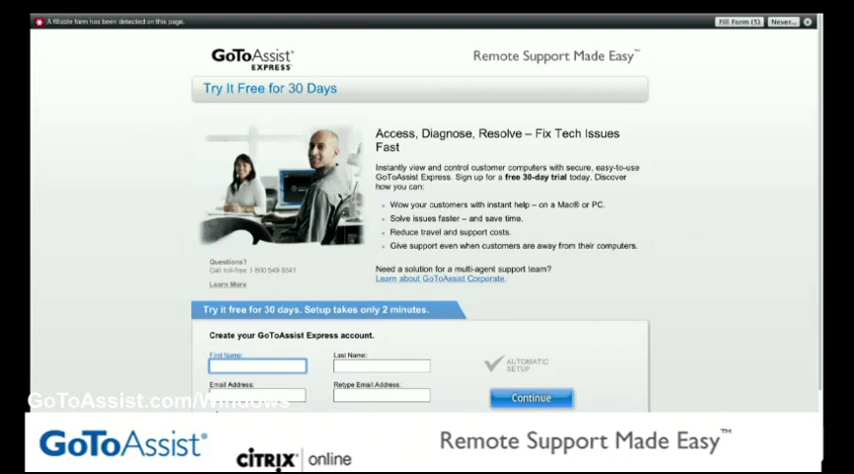 A fillable form has been detected on this page.
Fill Form (5)
Never...
GoToAssist®
EXPRESS™
Remote Support Made Easy™
Try It Free for 30 Days
Access, Diagnose, Resolve – Fix Tech Issues
Fast
Instantly view and control customer computers with secure, easy-to-use
GoToAssist Express. Sign up for a free 30-day trial today. Discover
how you can:
Wow your customers with instant help – on a Mac® or PC.
Solve issues faster – and save time.
Reduce travel and support costs.
Give support even when customers are away from their computers.
Questions?
Call toll-free 1 800 549 8541
Learn More
Need a solution for a multi-agent support team?
Learn about GoToAssist Corporate.
Try it free for 30 days. Setup takes only 2 minutes.
Create your GoToAssist Express account.
First Name:
Last Name:
AUTOMATIC
SETUP
Email Address:
Retype Email Address:
Continue
GoToAssist.com/Windows
GoToAssist®
CITRIX® | online
Remote Support Made Easy™